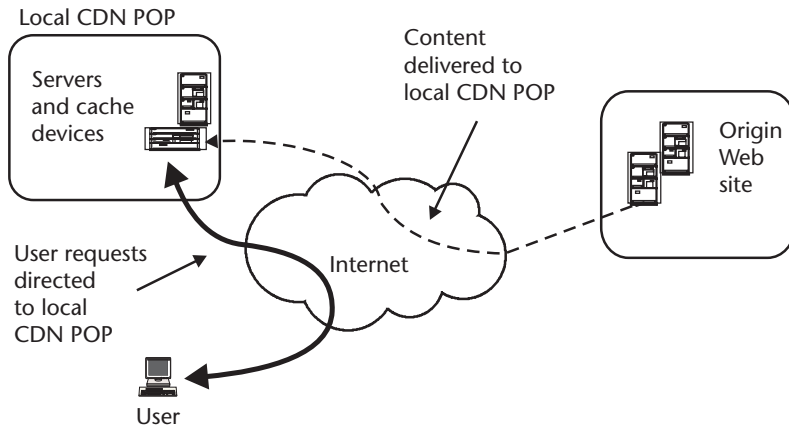 Local CDN POP
Servers
and cache
devices
Content
delivered to
local CDN POP
Origin
Web
site
User requests
directed
to local
CDN POP
Internet
User